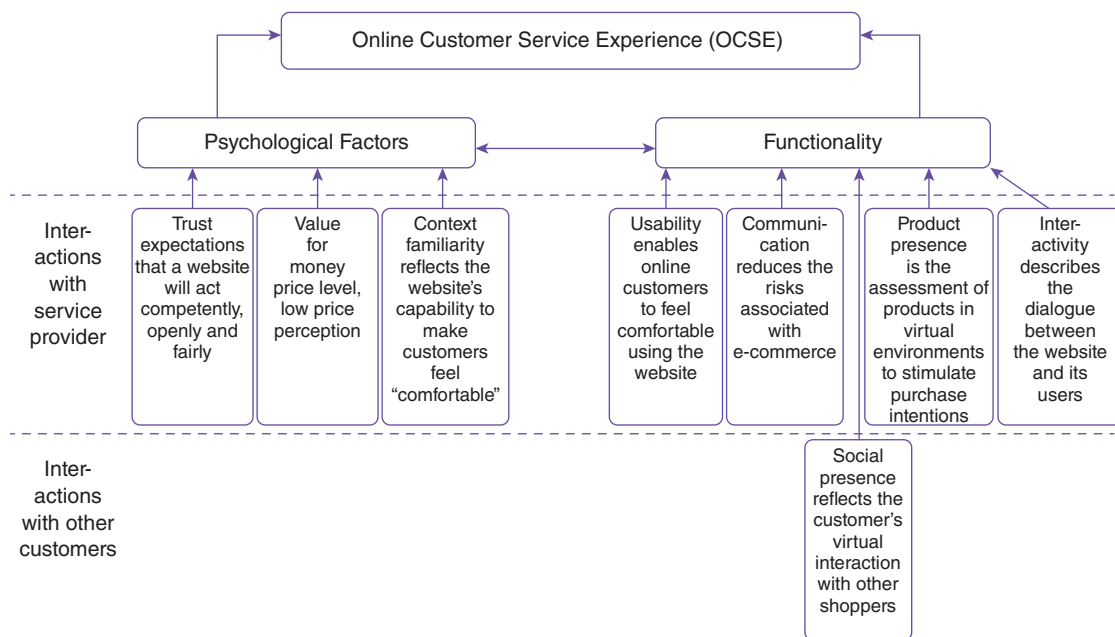 Online Customer Service Experience (OCSE)
Psychological Factors
Functionality
Inter-
actions
with
service
provider
Trust
expectations
that a website
will act
competently,
openly and
fairly
Value
for
money
price level,
low price
perception
Context
familiarity
reflects the
website's
capability to
make
customers
feel
“comfortable”
Usability
enables
online
customers
to feel
comfortable
using the
website
Communi-
cation
reduces the
risks
associated
with
e-commerce
Product
presence
is the
assessment of
products in
virtual
environments
to stimulate
purchase
intentions
Inter-
activity
describes
the
dialogue
between
the website
and its
users
Inter-
actions
with other
customers
Social
presence
reflects the
customer's
virtual
interaction
with other
shoppers